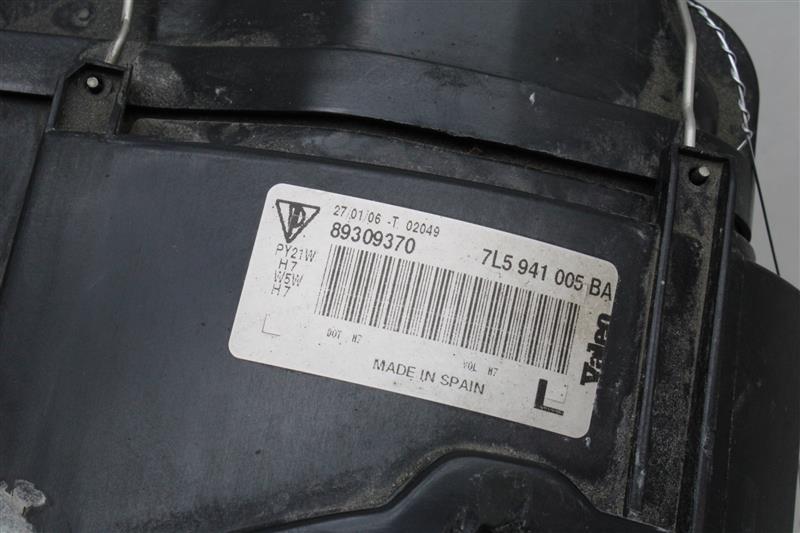 27/01/06 -T 02049
89309370
7L5 941 005 BA
PY21W
H7
W5W
H7
DOT H7
VOL H7
MADE IN SPAIN
L
Valeo